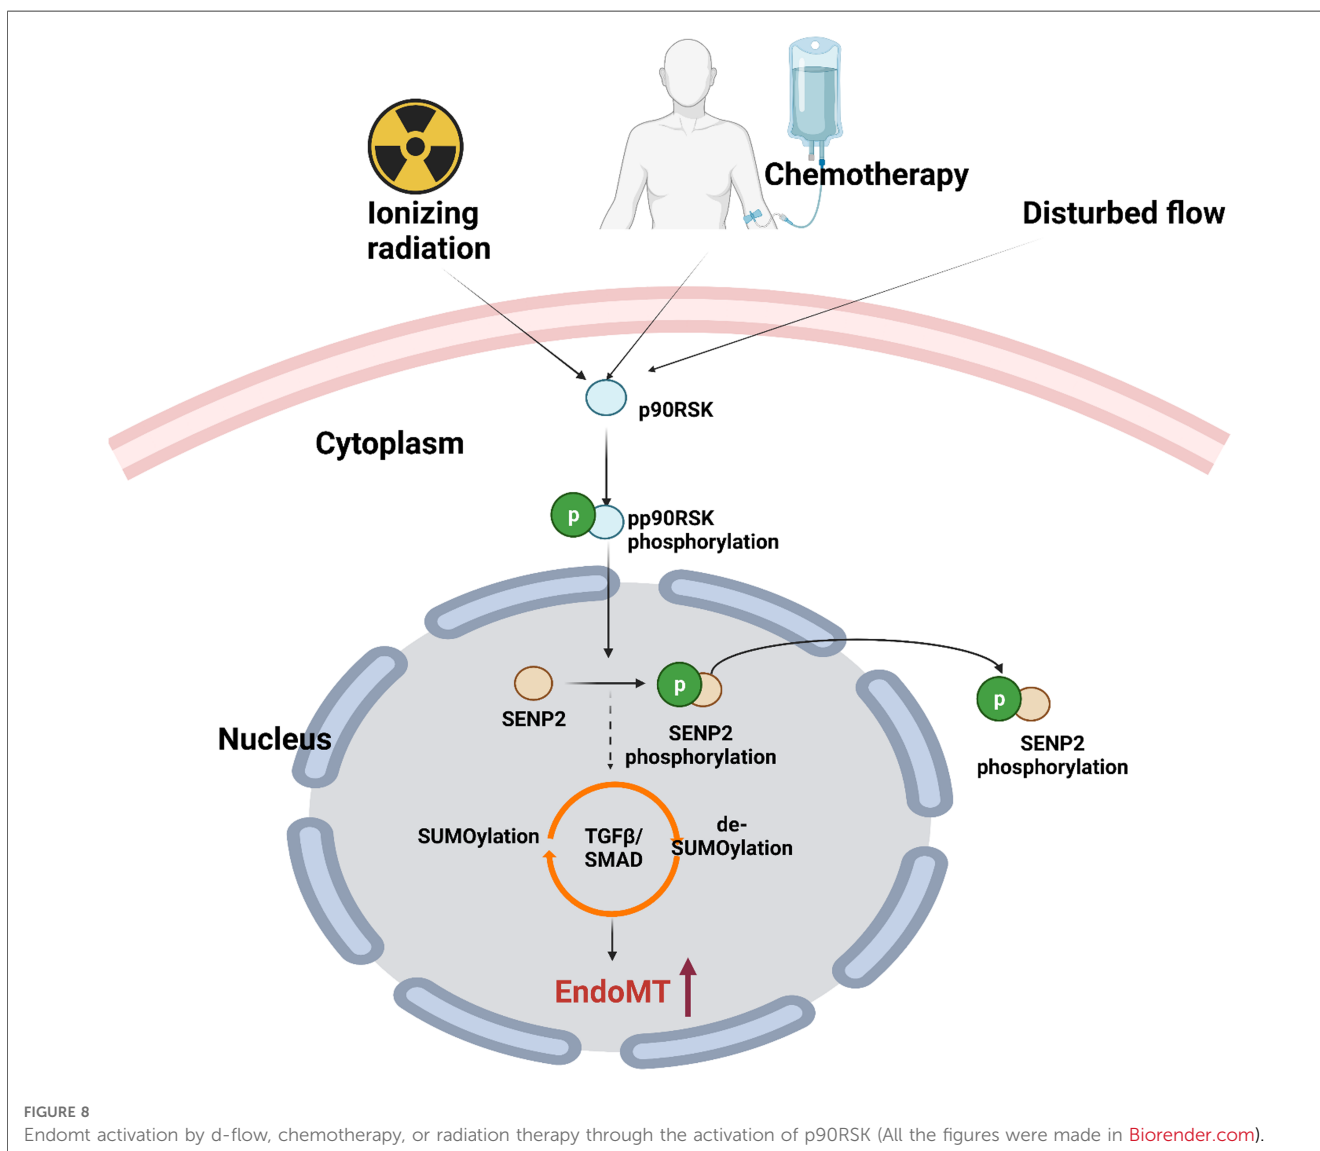 Chemotherapy
Ionizing
radiation
Disturbed flow
p90RSK
Cytoplasm
p
pp90RSK
phosphorylation
p
SENP2
SENP2
phosphorylation
p
SENP2
phosphorylation
Nucleus
SUMOylation
TGFβ/
SMAD
de-
SUMOylation
EndoMT
FIGURE 8
Endomt activation by d-flow, chemotherapy, or radiation therapy through the activation of p90RSK (All the figures were made in Biorender.com).